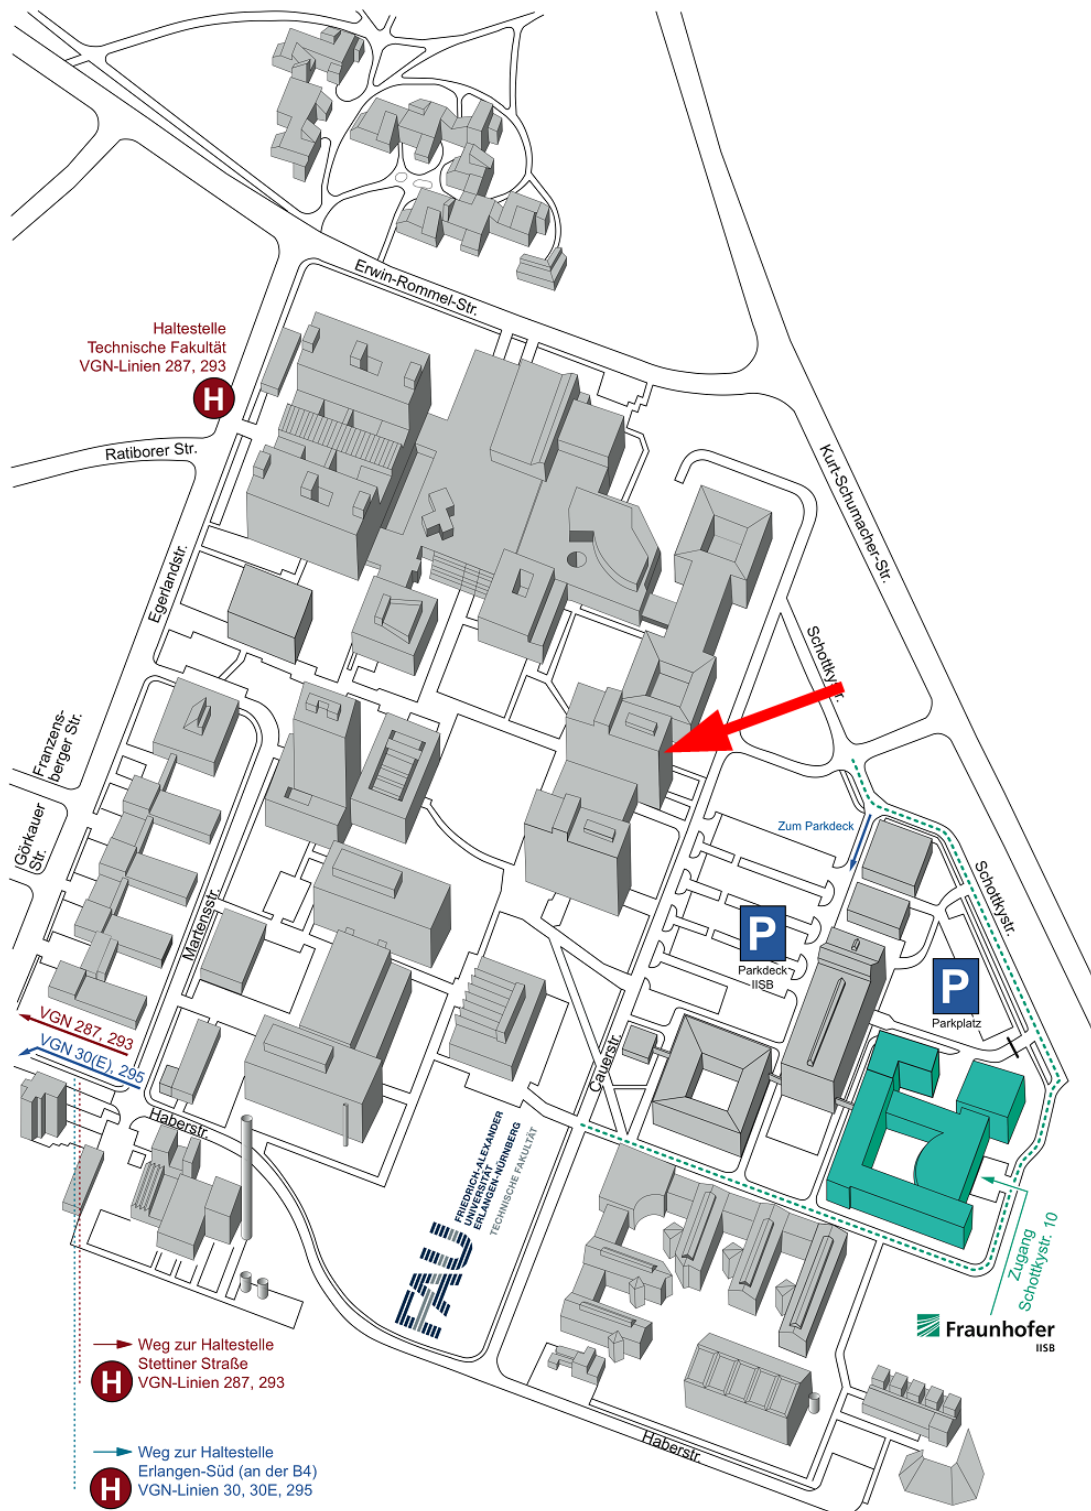 Erwin-Rommel-Str.
Haltestelle
Technische Fakultät
VGN-Linien 287, 293
H
Ratiborer Str.
Kurt-Schumacher-Str.
Egerlandstr.
Schottkystr.
Franzens-
berger Str.
Görkauer
Str.
Zum Parkdeck
Schottkystr.
Martensstr.
P
Parkdeck
IISB
P
Parkplatz
VGN 287, 293
VGN 30(E), 295
Cauerstr.
Haberstr.
FAU
FRIEDRICH-ALEXANDER
UNIVERSITÄT
ERLANGEN-NÜRNBERG
TECHNISCHE FAKULTÄT
Zugang
Schottkystr. 10
Fraunhofer
IISB
H
Weg zur Haltestelle
Stettiner Straße
VGN-Linien 287, 293
Haberstr.
H
Weg zur Haltestelle
Erlangen-Süd (an der B4)
VGN-Linien 30, 30E, 295